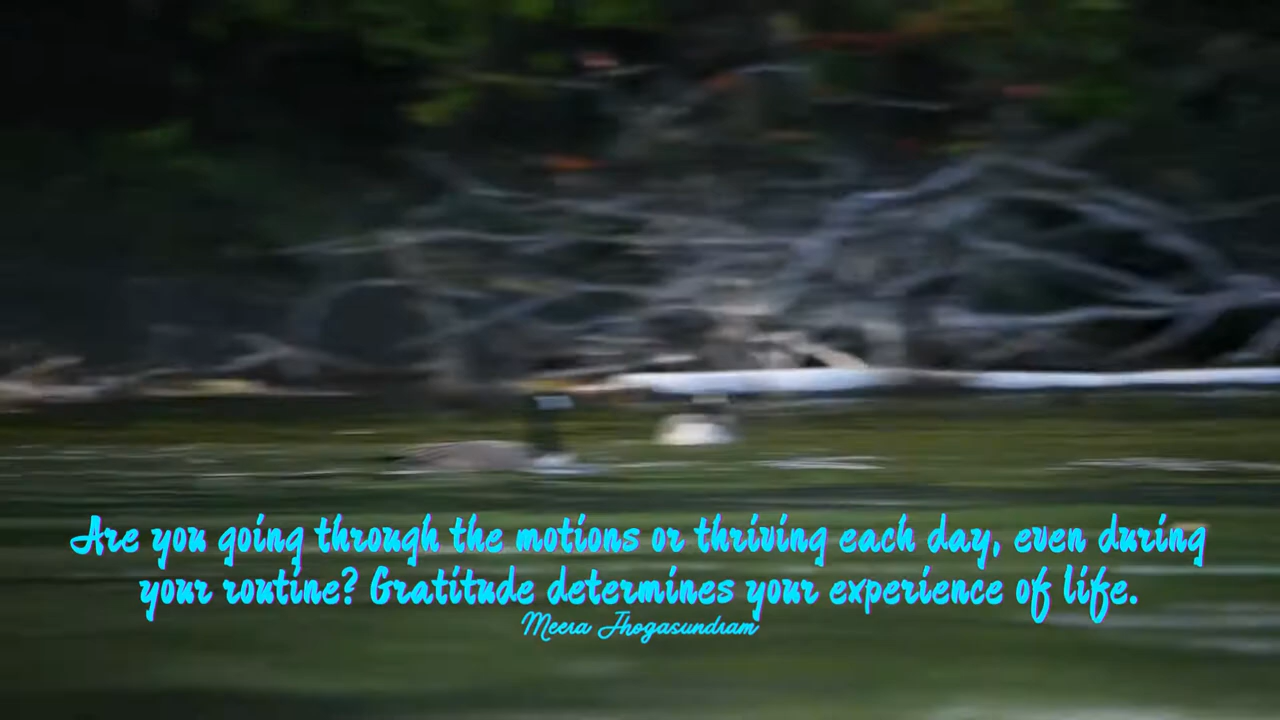 Are you going through the motions or thriving each day, even during
your routine? Gratitude determines your experience of life.
Meera Jhogasundram